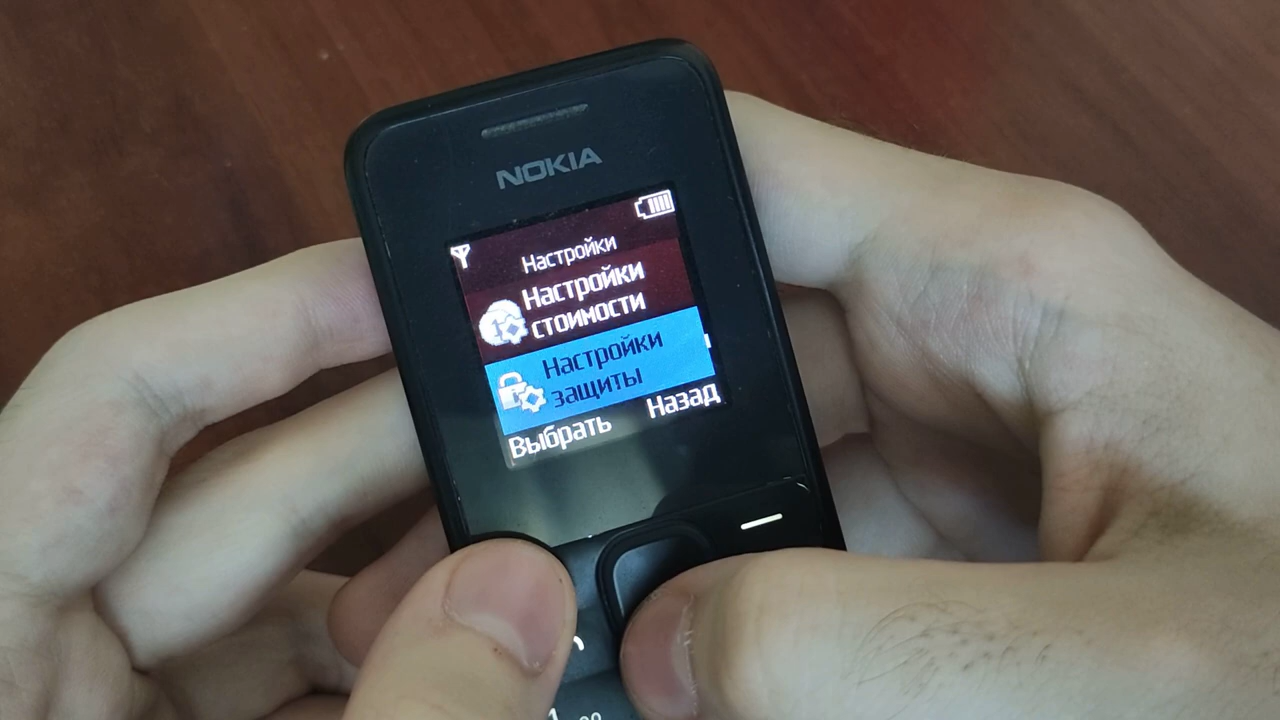 NOKIA
Настройки
Настройки
стоимости
Настройки
защиты
Выбрать Назад